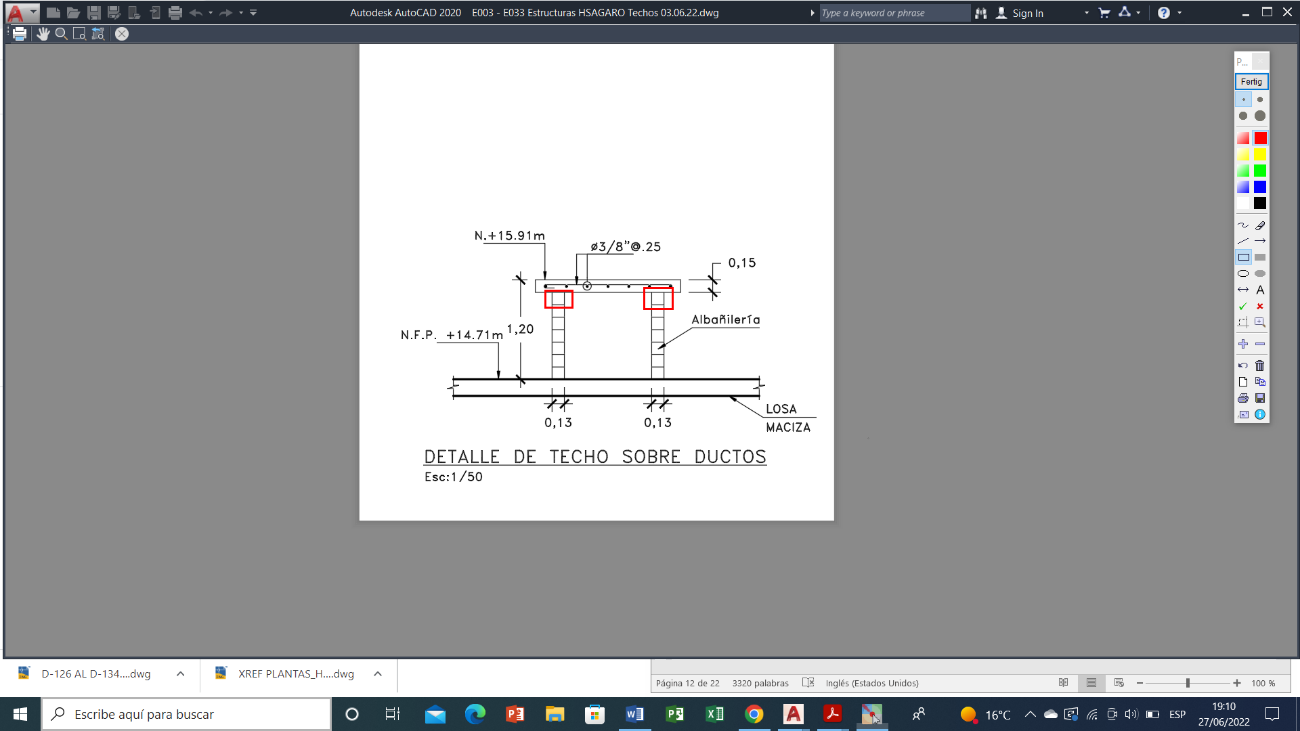 Autodesk AutoCAD 2020 E003 - E033 Estructuras HSAGARO Techos 03.06.22.dwg
Type a keyword or phrase
Sign In
P...
Fertig
A
N.+15.91m
ø3/8"@.25
0,15
Albañilería
1,20
N.F.P. +14.71m
0,13
0,13
LOSA
MACIZA
DETALLE DE TECHO SOBRE DUCTOS
Esc:1/50
D-126 AL D-134....dwg
XREF PLANTAS_H....dwg
Página 12 de 22
3320 palabras
Inglés (Estados Unidos)
100 %
Escribe aquí para buscar
16°C
ESP
19:10
27/06/2022